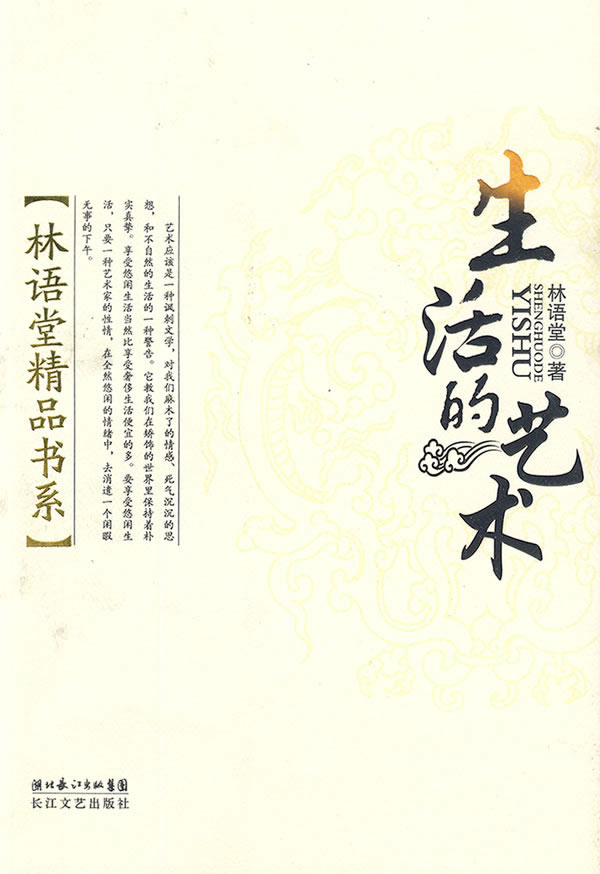 生活的艺术
SHENGHUODE
YISHU
林语堂◎著
艺术应该是一种讽刺文学，对我们麻木了的情感、死气沉沉的思
想，和不自然的生活的一种警告。它教我们在矫饰的世界里保持着朴
实真挚。享受悠闲生活当然比享受奢侈生活便宜的多。要享受悠闲生
活，只要一种艺术家的性情，在全然悠闲的情绪中，去消遣一个闲暇
无事的下午。
【林语堂精品书系】
湖北长江出版集团
长江文艺出版社